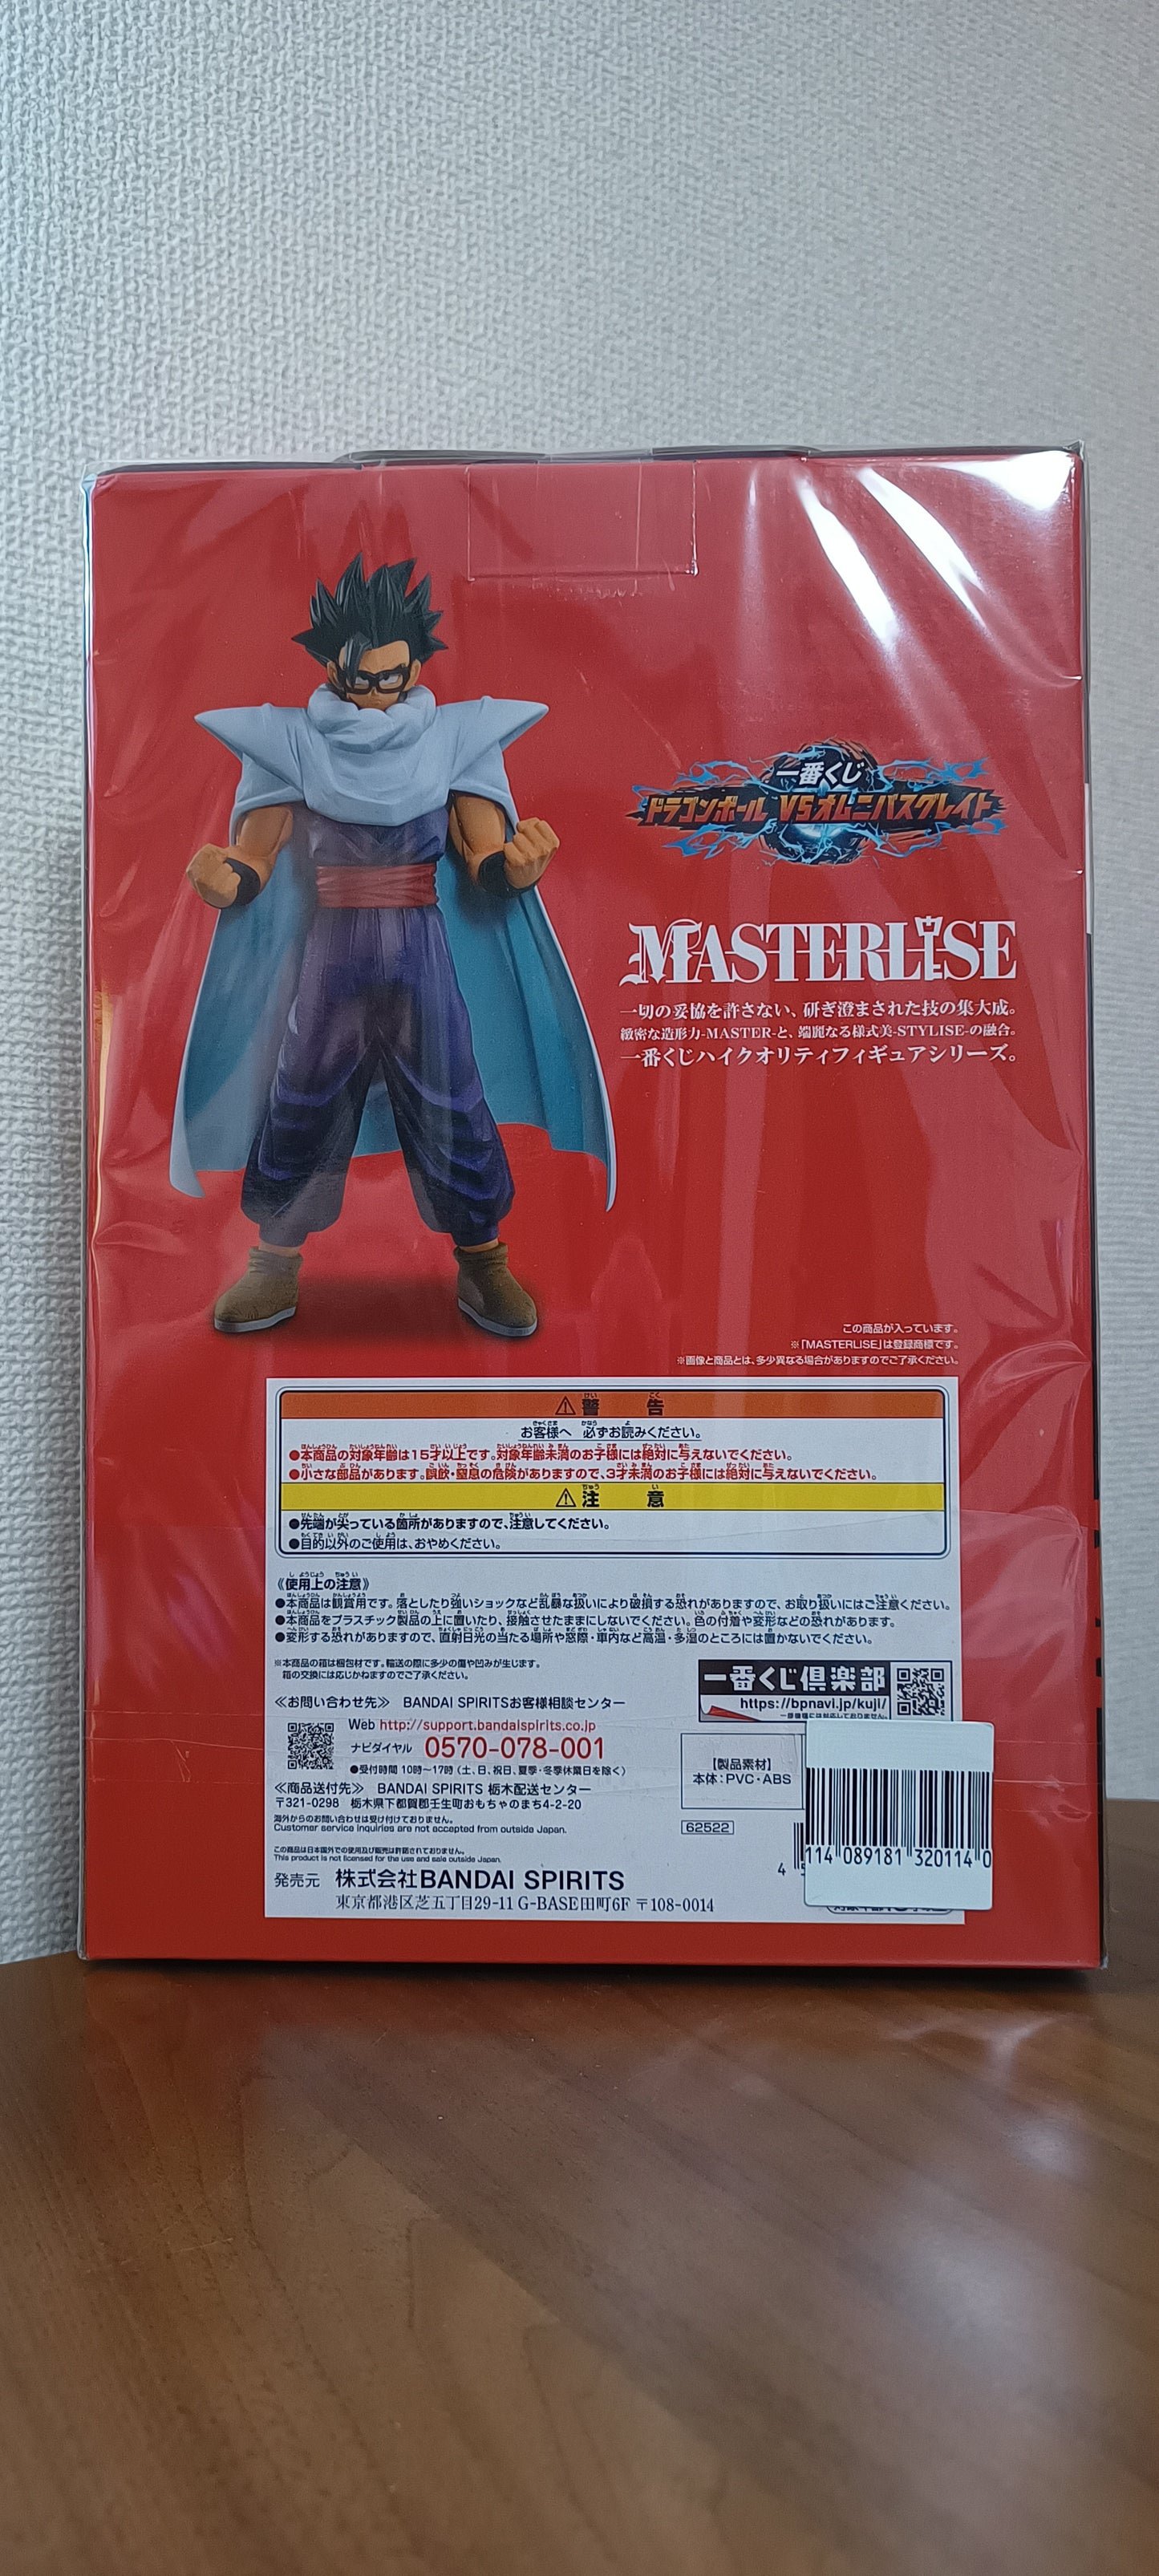 一番くじ
ドラゴンボール VSオムニバスグレイト
MASTERLISE
一切の妥協を許さない、研ぎ澄まされた技の集大成。
緻密な造形力-MASTER-と、端麗なる様式美-STYLISE-の融合。
一番くじハイクオリティフィギュアシリーズ。
この商品が入っています。
※「MASTERLISE」は登録商標です。
※画像と商品とは、多少異なる場合がありますのでご了承ください。
⚠警告
お客様へ 必ずお読みください。
●本商品の対象年齢は15才以上です。対象年齢未満のお子様には絶対に与えないでください。
●小さな部品があります。誤飲・窒息の危険がありますので、3才未満のお子様には絶対に与えないでください。
⚠注意
●先端が尖っている箇所がありますので、注意してください。
●目的以外のご使用は、おやめください。
《使用上の注意》
●本商品は観賞用です。落としたり強いショックなど乱暴な扱いにより破損する恐れがありますので、お取り扱いにはご注意ください。
●本商品をプラスチック製品の上に置いたり、接触させたままにしないでください。色の付着や変形などの恐れがあります。
●変形する恐れがありますので、直射日光の当たる場所や窓際・車内など高温・多湿のところには置かないでください。
※本商品の箱は梱包材です。輸送の際に多少の傷や凹みが生じます。
箱の交換には応じかねますのでご了承ください。
一番くじ倶楽部
https://bpnavi.jp/kuji/
一部機種には対応しておりません。
≪お問い合わせ先≫ BANDAI SPIRITSお客様相談センター
Web http://support.bandaispirits.co.jp
ナビダイヤル 0570-078-001
●受付時間 10時～17時(土、日、祝日、夏季・冬季休業日を除く)
≪商品送付先≫ BANDAI SPIRITS 栃木配送センター
〒321-0298 栃木県下都賀郡壬生町おもちゃのまち4-2-20
海外からのお問い合わせは受け付けておりません。
Customer service inquiries are not accepted from outside Japan.
この商品は日本国外での使用及び販売は許諾されておりません。
This product is not licensed for the use and sale outside Japan.
【製品素材】
本体:PVC・ABS
62522
4
114 089181 320114 0
発売元 株式会社BANDAI SPIRITS
東京都港区芝五丁目29-11 G-BASE田町6F 〒108-0014